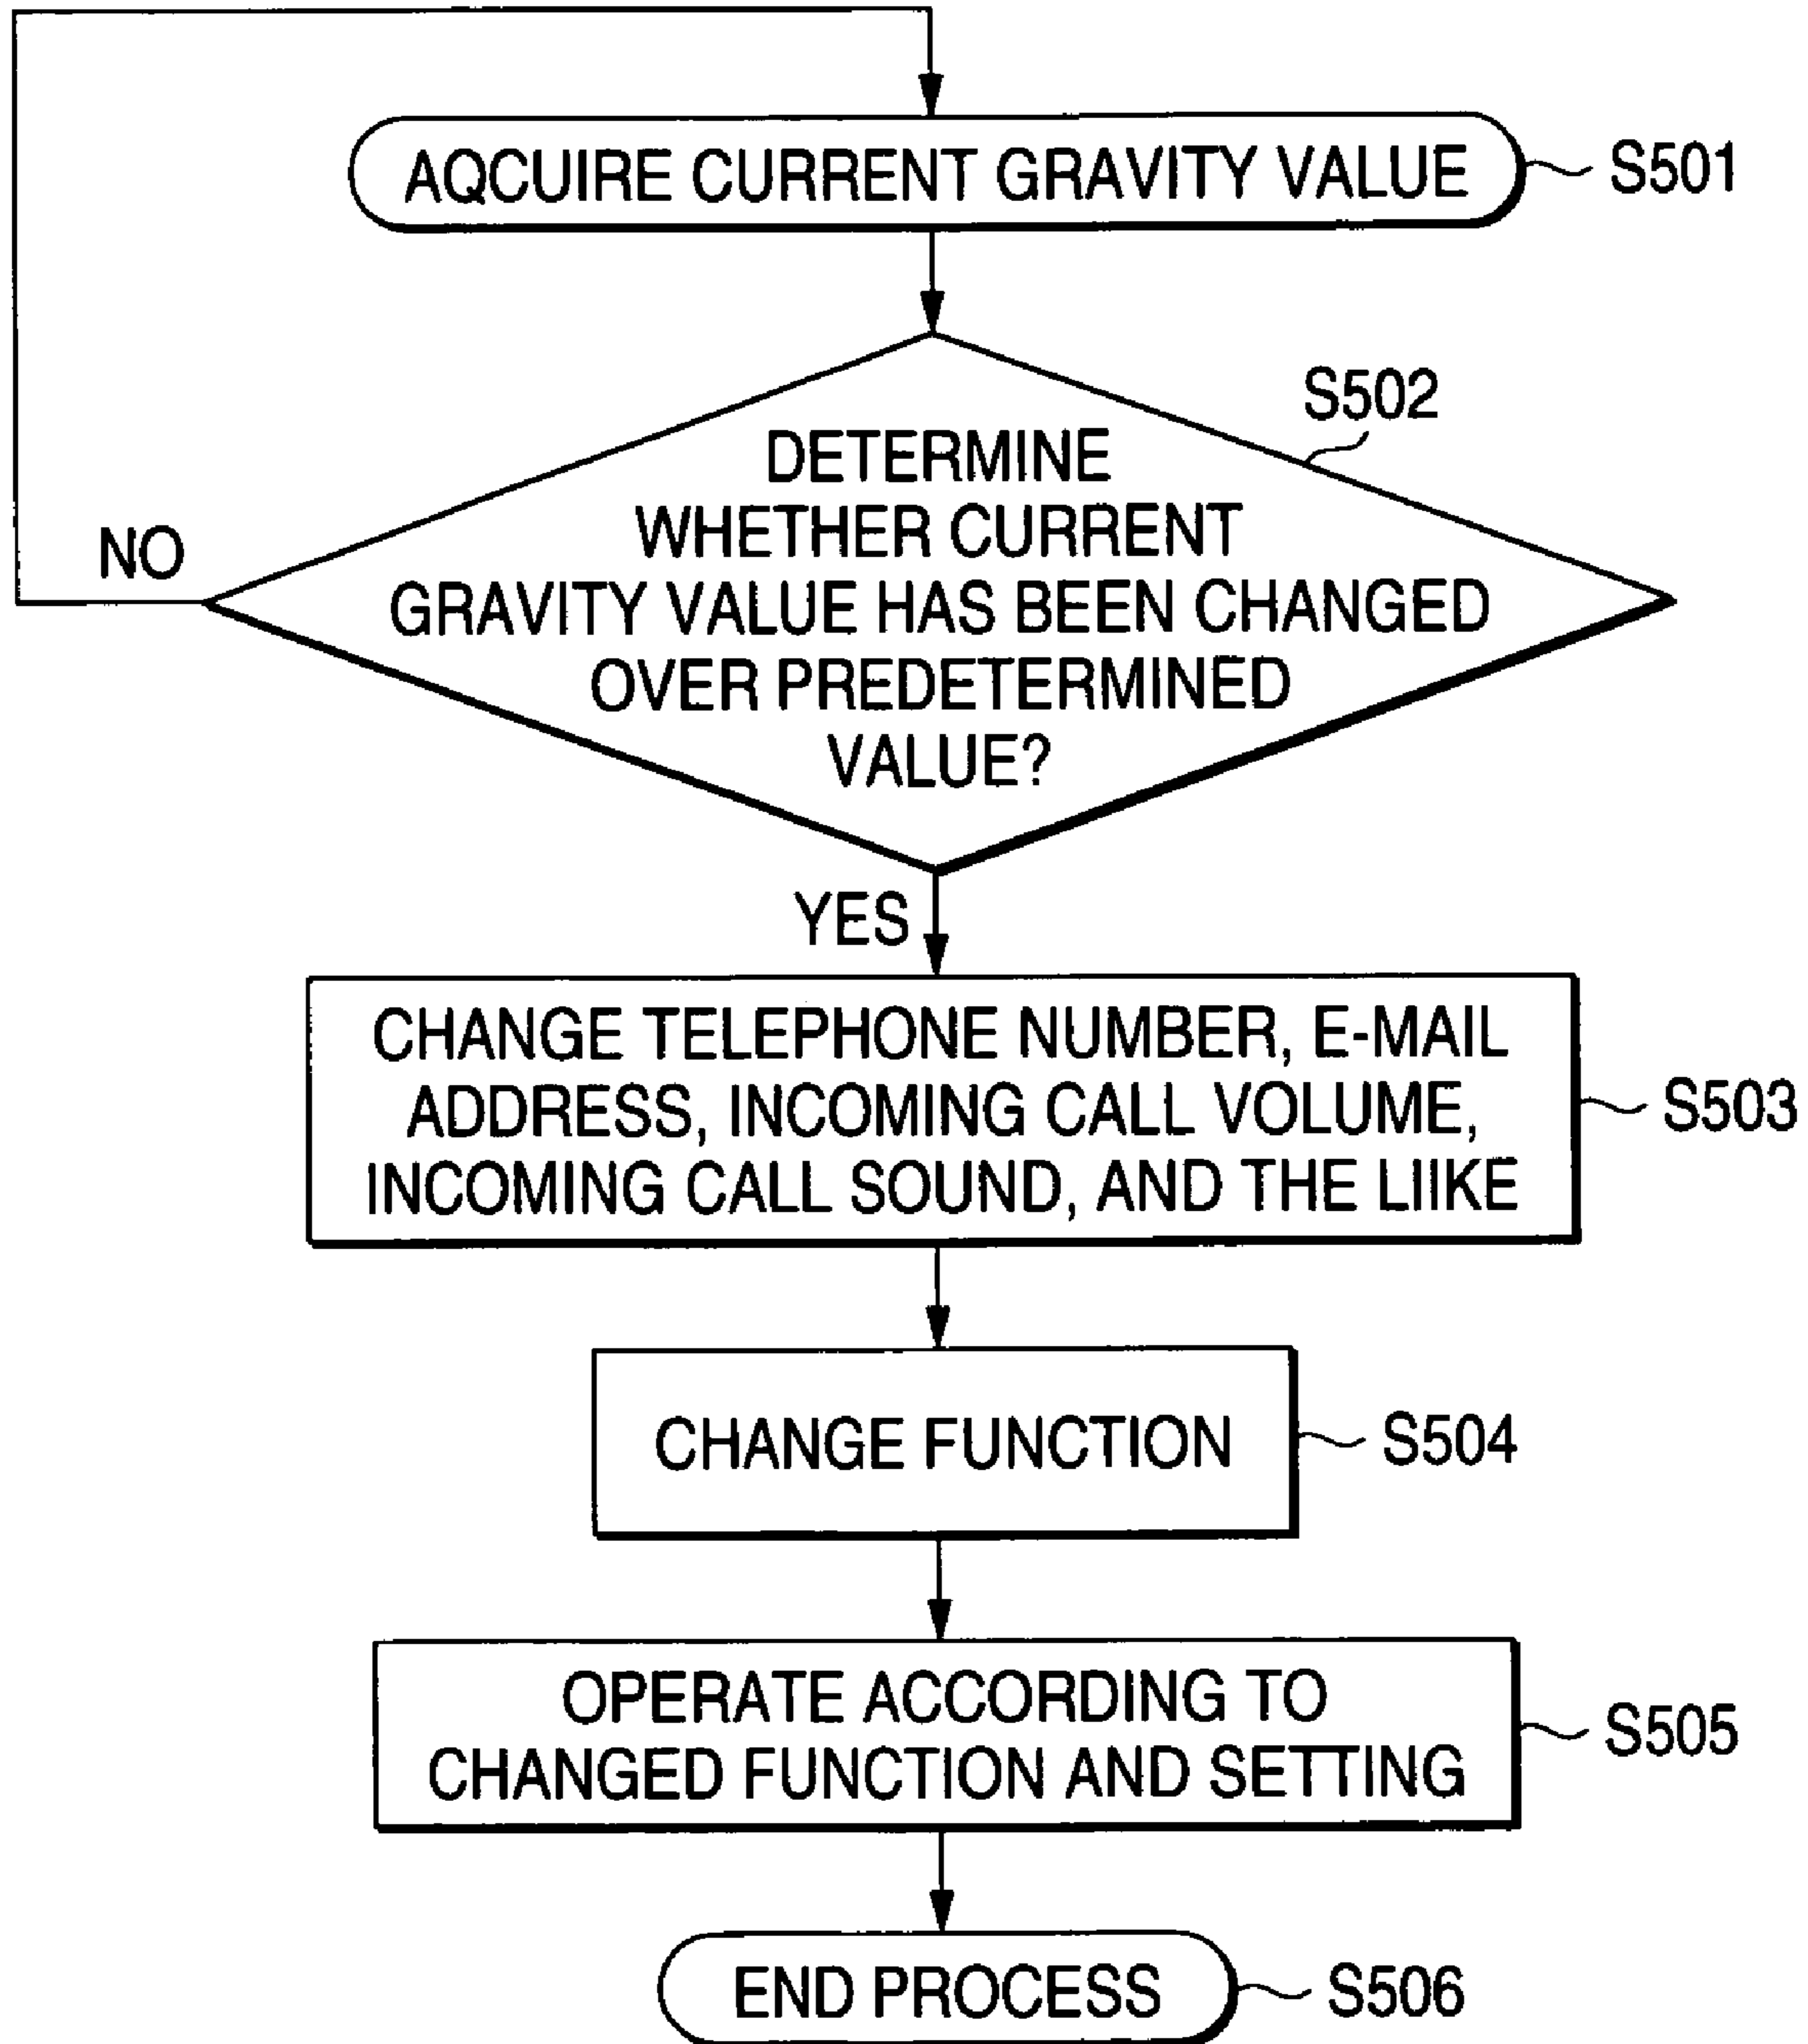 AQCUIRE CURRENT GRAVITY VALUE
S501
S502
DETERMINE
WHETHER CURRENT
GRAVITY VALUE HAS BEEN CHANGED
OVER PREDETERMINED
VALUE?
NO
YES
CHANGE TELEPHONE NUMBER, E-MAIL
ADDRESS, INCOMING CALL VOLUME,
INCOMING CALL SOUND, AND THE LIIKE
S503
CHANGE FUNCTION
S504
OPERATE ACCORDING TO
CHANGED FUNCTION AND SETTING
S505
END PROCESS
S506